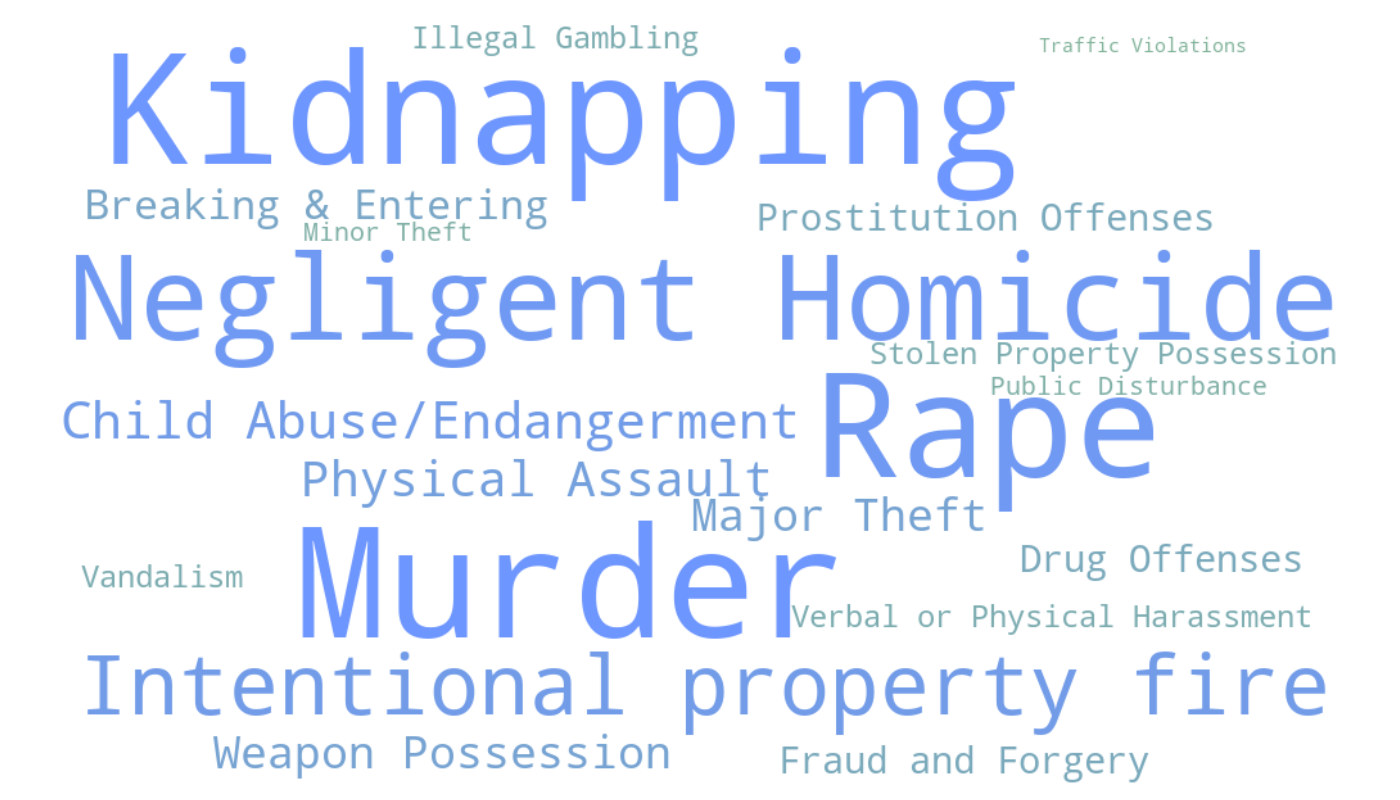 Illegal Gambling
Traffic Violations
Kidnapping
Breaking & Entering
Prostitution Offenses
Minor Theft
Negligent Homicide
Stolen Property Possession
Public Disturbance
Rape
Child Abuse/Endangerment
Physical Assault
Major Theft
Murder
Drug Offenses
Vandalism
Verbal or Physical Harassment
Intentional property fire
Weapon Possession
Fraud and Forgery